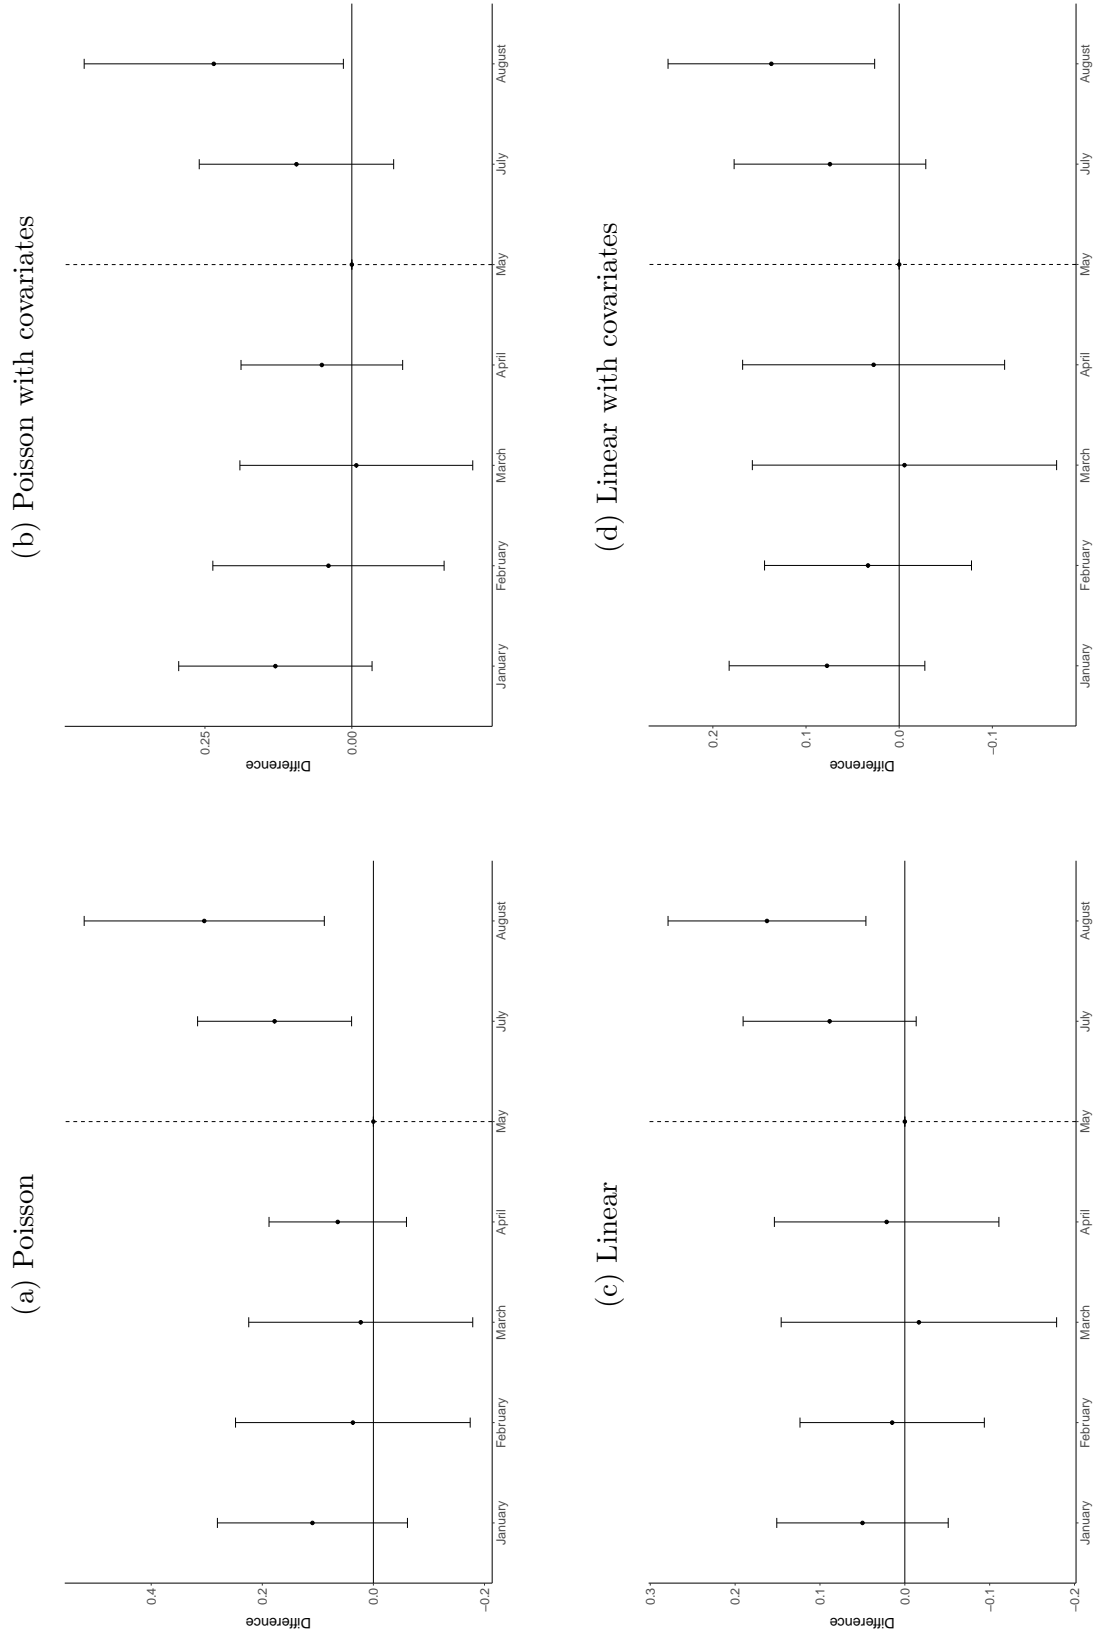 (a) Poisson
0.4
0.2
0.0
−0.2
Difference
January
February
March
April
May
July
August
(b) Poisson with covariates
0.25
0.00
Difference
January
February
March
April
May
July
August
(c) Linear
0.3
0.2
0.1
0.0
−0.1
−0.2
Difference
January
February
March
April
May
July
August
(d) Linear with covariates
0.2
0.1
0.0
−0.1
Difference
January
February
March
April
May
July
August